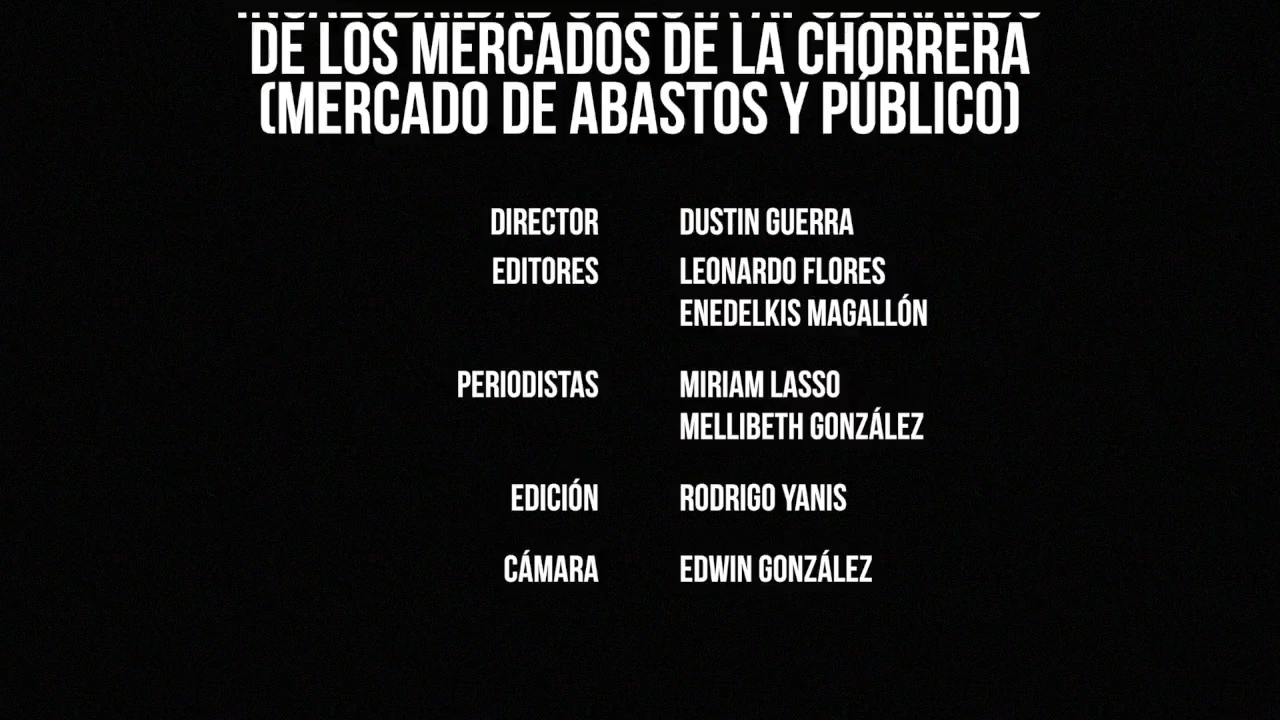 DE LOS MERCADOS DE LA CHORRERA
(MERCADO DE ABASTOS Y PÚBLICO)
DIRECTOR DUSTIN GUERRA
EDITORES LEONARDO FLORES
ENEDELKIS MAGALLÓN
PERIODISTAS MIRIAM LASSO
MELLIBETH GONZÁLEZ
EDICIÓN RODRIGO YANIS
CÁMARA EDWIN GONZÁLEZ